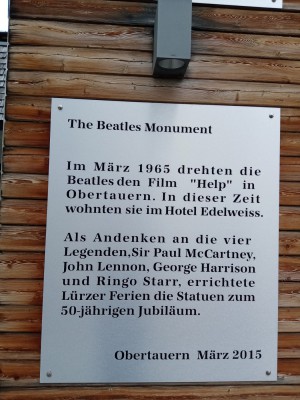 The Beatles Monument
Im März 1965 drehten die
Beatles den Film "Help" in
Obertauern. In dieser Zeit
wohnten sie im Hotel Edelweiss.
Als Andenken an die vier
Legenden,Sir Paul McCartney,
John Lennon, George Harrison
und Ringo Starr, errichtete
Lürzer Ferien die Statuen zum
50-jährigen Jubiläum.
Obertauern März 2015